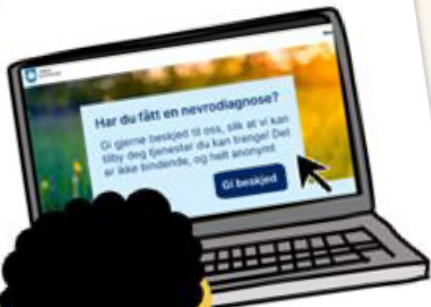 Har du fått en nevrodiagnose?
Gi gjerne beskjed til oss, slik at vi kan
tilby deg tjenester du kan trenge! Det
er ikke bindende, og helt anonymt
Gi beskjed